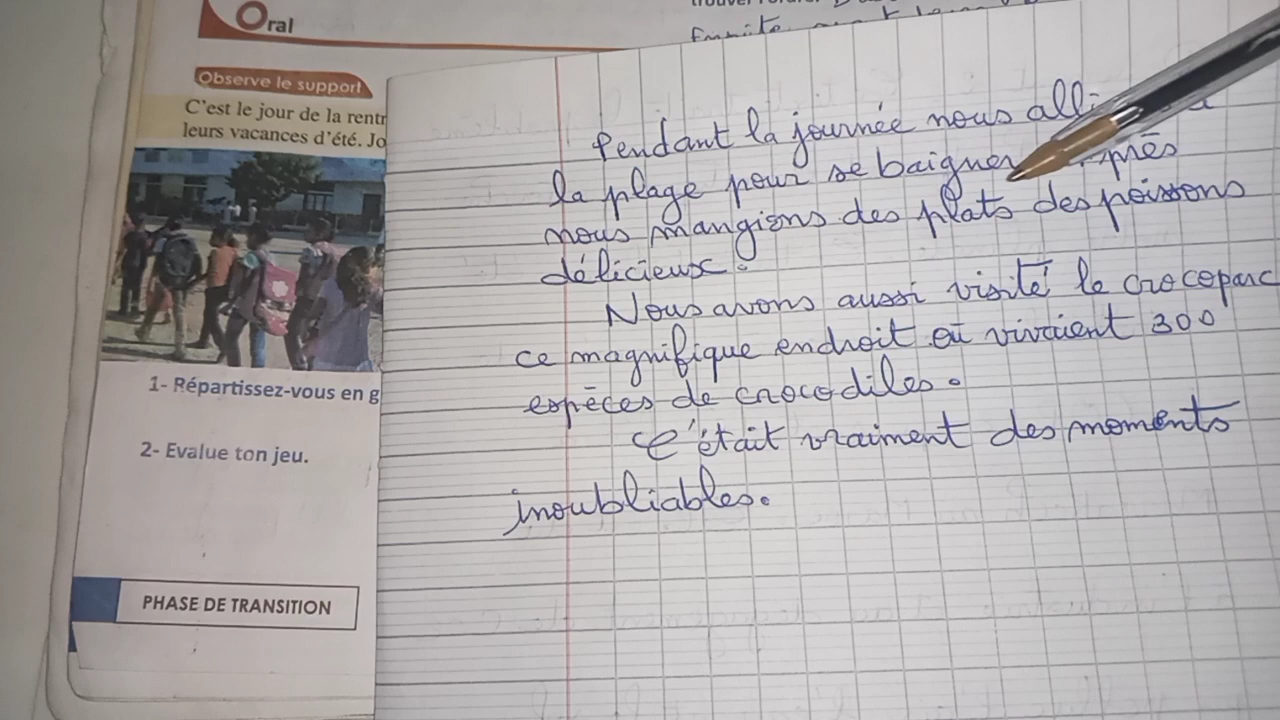 Oral
Observe le support
C'est le jour de la rentr
leurs vacances d'été. Jo
1- Répartissez-vous en g
2- Evalue ton jeu.
PHASE DE TRANSITION
Pendant la journée nous alli
la plage pour se baigner
nous mangions des plats des poissons
délicieux.
Nous avons aussi visité le crocoparc
ce magnifique endroit où vivaient 300
espèces de crocodiles.
C'était vraiment des moments
inoubliables.